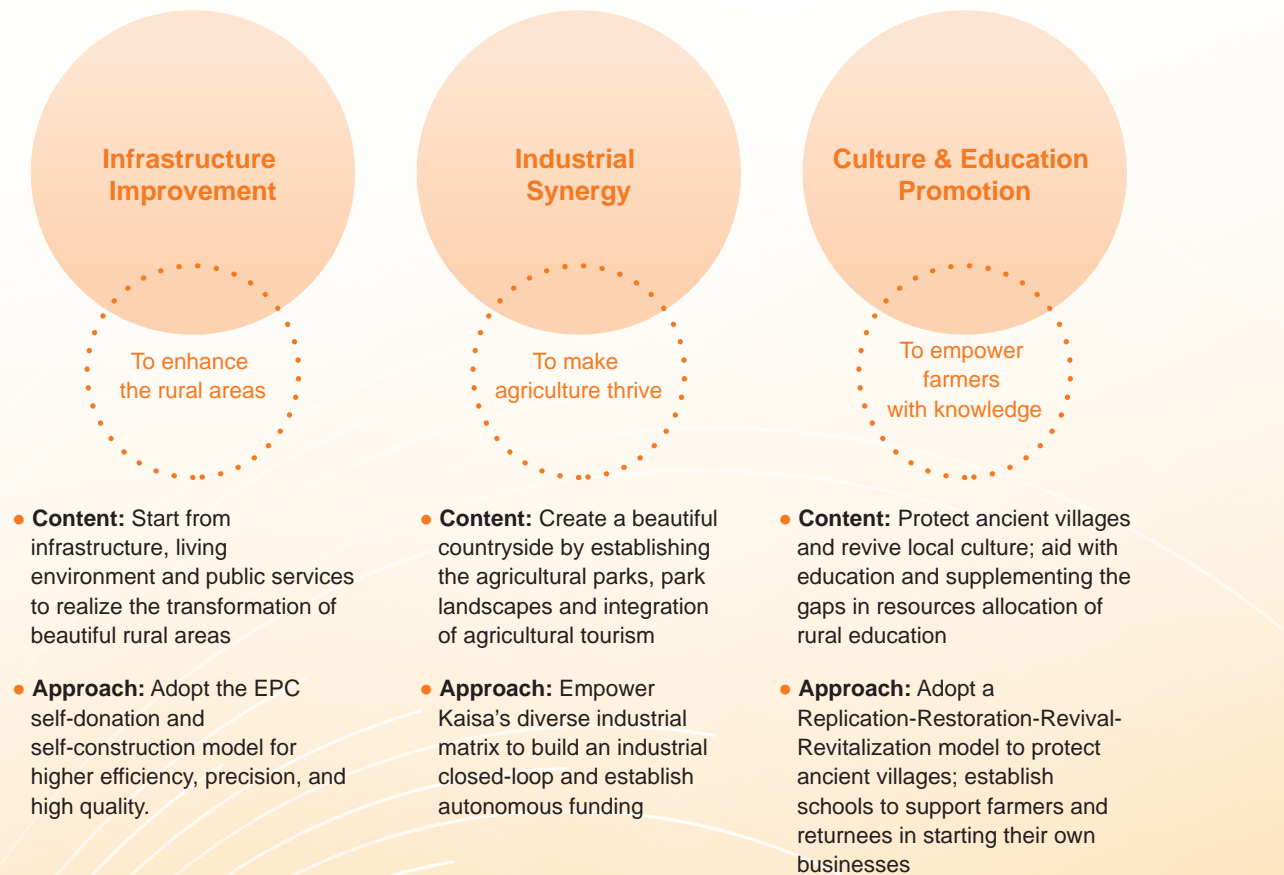 Infrastructure
Improvement
To enhance
the rural areas
● Content: Start from
infrastructure, living
environment and public services
to realize the transformation of
beautiful rural areas
● Approach: Adopt the EPC
self-donation and
self-construction model for
higher efficiency, precision, and
high quality.
Industrial
Synergy
To make
agriculture thrive
● Content: Create a beautiful
countryside by establishing
the agricultural parks, park
landscapes and integration
of agricultural tourism
● Approach: Empower
Kaisa's diverse industrial
matrix to build an industrial
closed-loop and establish
autonomous funding
Culture & Education
Promotion
To empower
farmers
with knowledge
● Content: Protect ancient villages
and revive local culture; aid with
education and supplementing the
gaps in resources allocation of
rural education
● Approach: Adopt a
Replication-Restoration-Revival-
Revitalization model to protect
ancient villages; establish
schools to support farmers and
returnees in starting their own
businesses